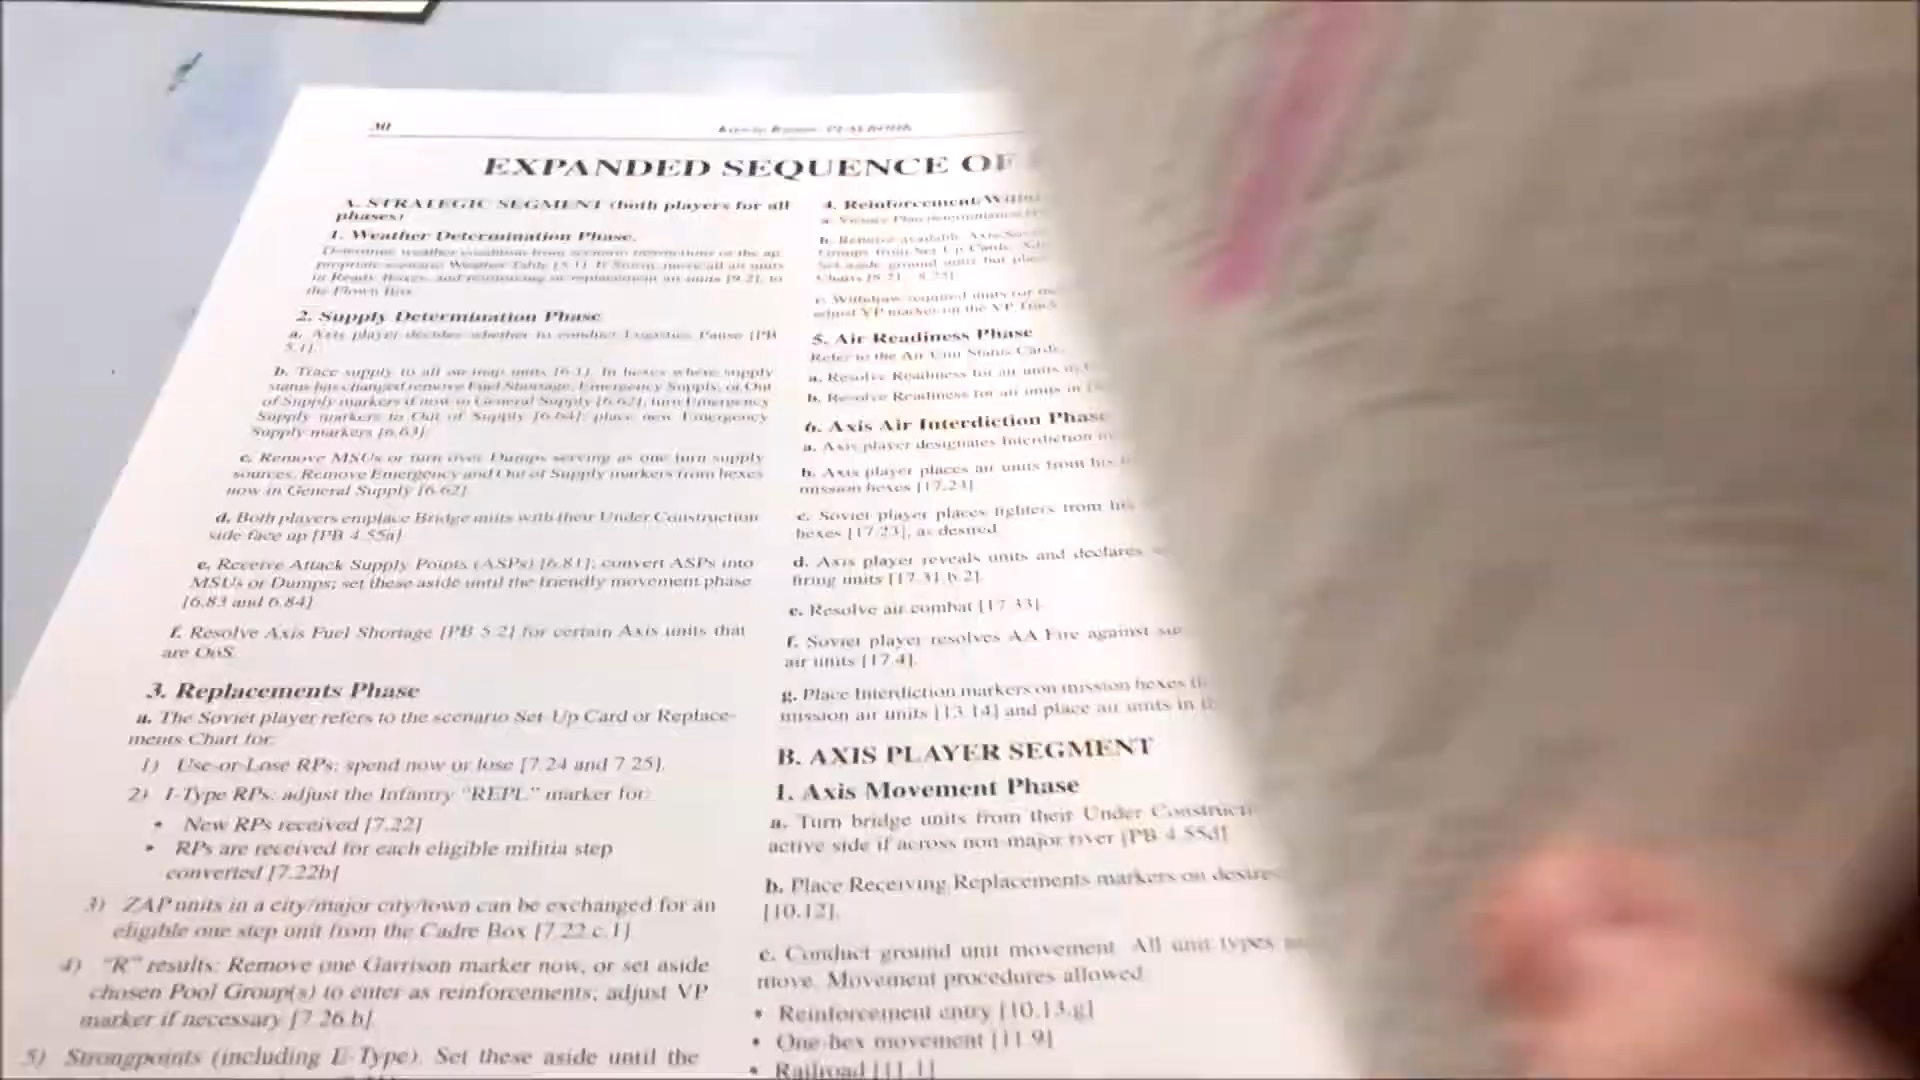 30
EXPANDED SEQUENCE OF
A. STRATEGIC SEGMENT (both players for all
phases)
1. Weather Determination Phase.
Determine weather condition from scenario instructions or the ap-
propriate scenario Weather Table [5.1]. If Snow, move all air units
in Ready Boxes, and reinforcing or replacement air units [9.2], to
the Flown Box.
2. Supply Determination Phase
a. Axis player decides whether to conduct Logistics Pause [PB
5.1].
b. Trace supply to all on map units [6.1]. In hexes where supply
status has changed remove Fuel Shortage, Emergency Supply, or Out
of Supply markers if now in General Supply [6.62]; turn Emergency
Supply markers to Out of Supply [6.64]; place new Emergency
Supply markers [6.63].
c. Remove MSUs or turn over Dumps serving as one turn supply
sources. Remove Emergency and Out of Supply markers from hexes
now in General Supply [6.62].
d. Both players emplace Bridge units with their Under Construction
side face up [PB 4.55a]
e. Receive Attack Supply Points (ASPs) [6.81]; convert ASPs into
MSUs or Dumps; set these aside until the friendly movement phase
[6.83 and 6.84].
f. Resolve Axis Fuel Shortage [PB 5.2] for certain Axis units that
are OoS.
3. Replacements Phase
a. The Soviet player refers to the scenario Set-Up Card or Replace-
ments Chart for:
1) Use-or-Lose RPs: spend now or lose [7.24 and 7.25].
2) I-Type RPs: adjust the Infantry "REPL" marker for:
• New RPs received [7.22]
• RPs are received for each eligible militia step
converted [7.22b]
3) ZAP units in a city/major city/town can be exchanged for an
eligible one step unit from the Cadre Box [7.22.c.1]
4) "R" results: Remove one Garrison marker now, or set aside
chosen Pool Group(s) to enter as reinforcements; adjust VP
marker if necessary [7.26.b]
5) Strongpoints (including E-Type). Set these aside until the
4. Reinforcement/
b. Remove available
Groups from Set Up Cards.
Set aside ground units but
Charts
c. Withdraw required units
adjust VP marker on the VP Track
5. Air Readiness Phase
Refer to the Air Unit Status Cards.
a. Resolve Readiness for air units in
b. Resolve Readiness for air units in
6. Axis Air Interdiction Phase
a. Axis player designates Interdiction
b. Axis player places air units from his
mission hexes [17.23].
c. Soviet player places fighters from his
hexes [17.23], as desired.
d. Axis player reveals units and declares
firing units [17.31.b.2].
e. Resolve air combat [17.33].
f. Soviet player resolves AA Fire against
air units [17.4].
g. Place Interdiction markers on mission hexes
mission air units [13.14] and place air units in
B. AXIS PLAYER SEGMENT
1. Axis Movement Phase
a. Turn bridge units from their Under Constructi
active side if across non-major river [PB 4.55d]
b. Place Receiving Replacements markers on desire
[10.12].
c. Conduct ground unit movement. All unit types
move. Movement procedures allowed:
• Reinforcement entry [10.13.g]
• One-hex movement [11.9]
• Railroad [11.1]